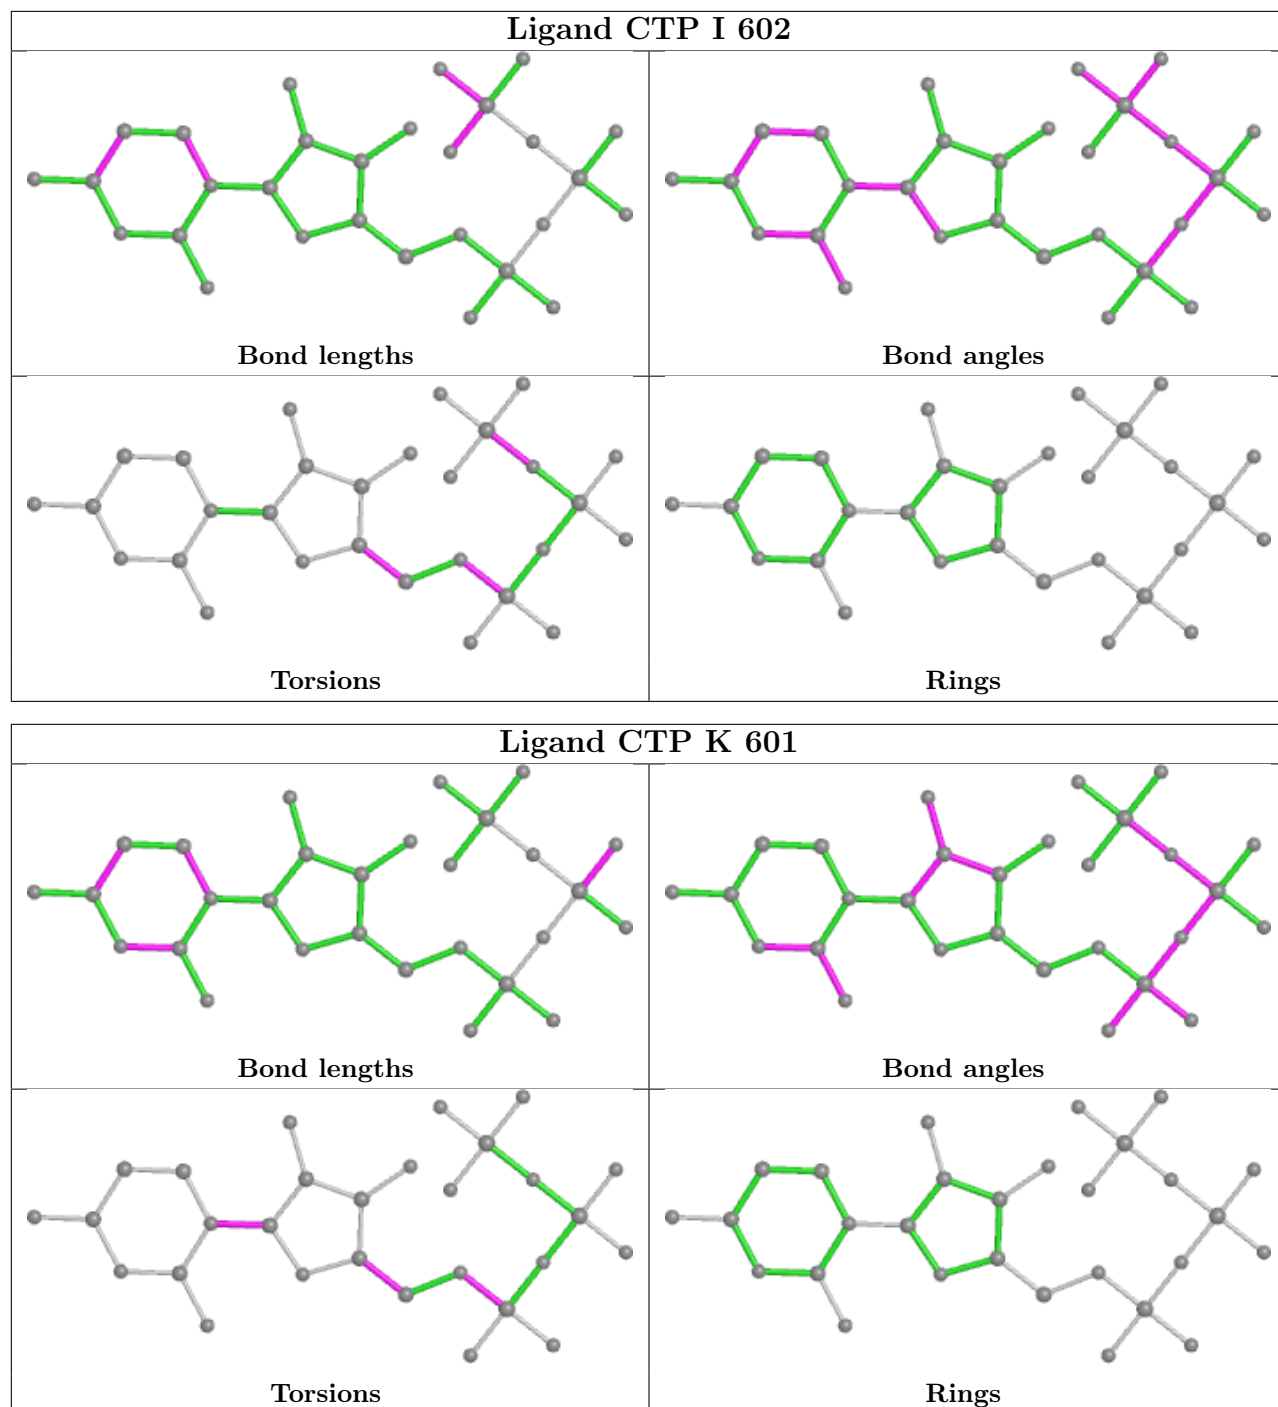 Ligand CTP I 602
Bond lengths
Bond angles
Torsions
Rings
Ligand CTP K 601
Bond lengths
Bond angles
Torsions
Rings